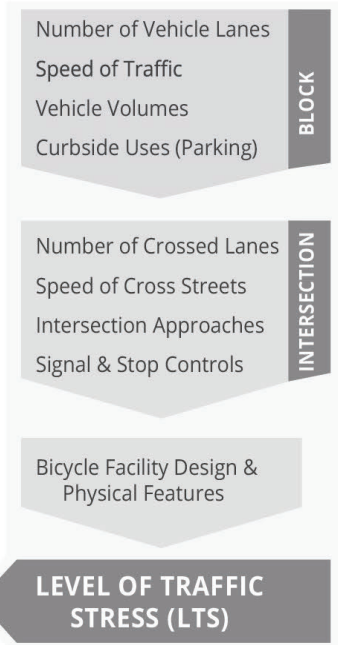 Number of Vehicle Lanes
Speed of Traffic
Vehicle Volumes
Curbside Uses (Parking)
BLOCK
Number of Crossed Lanes
Speed of Cross Streets
Intersection Approaches
Signal & Stop Controls
INTERSECTION
Bicycle Facility Design &
Physical Features
LEVEL OF TRAFFIC
STRESS (LTS)